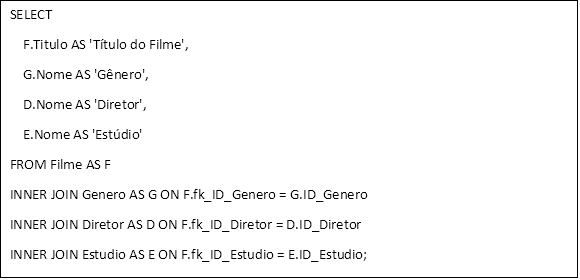 SELECT
F.Titulo AS 'Título do Filme',
G.Nome AS 'Gênero',
D.Nome AS 'Diretor',
E.Nome AS 'Estúdio'
FROM Filme AS F
INNER JOIN Genero AS G ON F.fk_ID_Genero = G.ID_Genero
INNER JOIN Diretor AS D ON F.fk_ID_Diretor = D.ID_Diretor
INNER JOIN Estudio AS E ON F.fk_ID_Estudio = E.ID_Estudio;